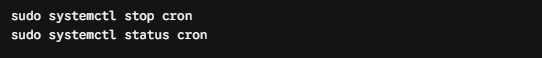 sudo systemctl stop cron
sudo systemctl status cron